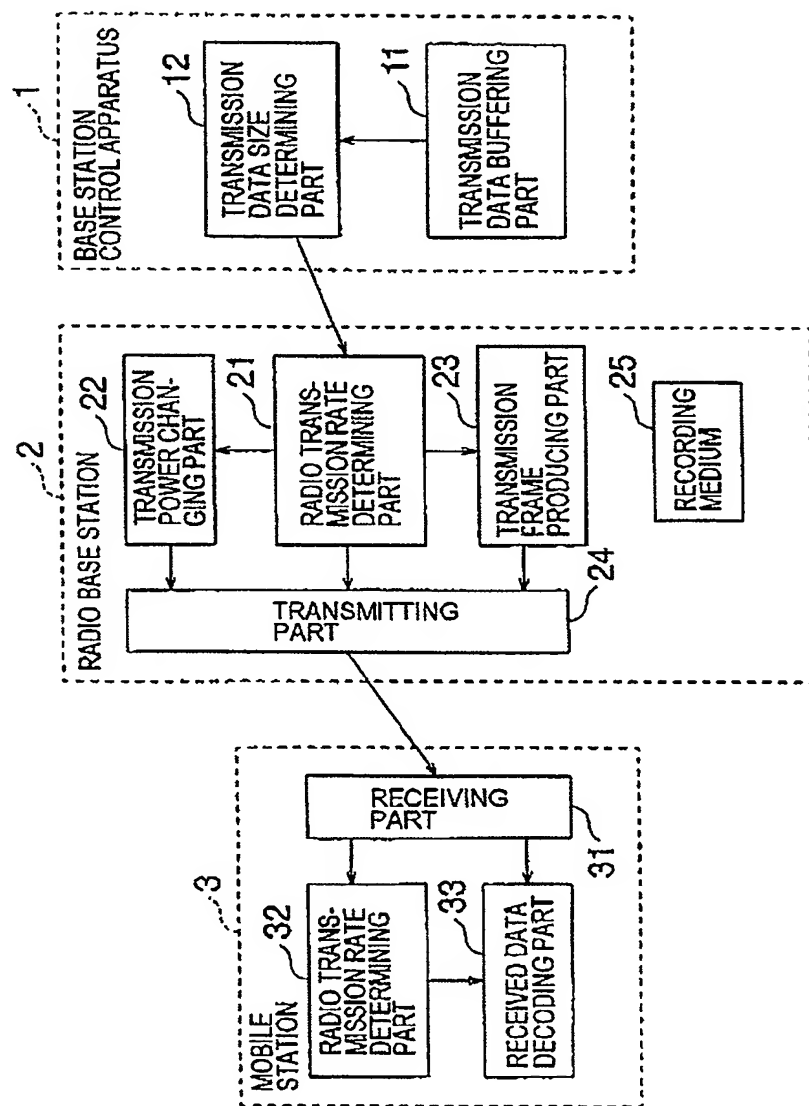 1
BASE STATION
CONTROL APPARATUS
12
TRANSMISSION
DATA SIZE
DETERMINING
PART
11
TRANSMISSION
DATA BUFFERING
PART
2
RADIO BASE STATION
22
TRANSMISSION
POWER CHAN-
GING PART
21
RADIO TRANS-
MISSION RATE
DETERMINING
PART
23
TRANSMISSION
FRAME
PRODUCING PART
25
RECORDING
MEDIUM
TRANSMITTING
PART
24
3
MOBILE
STATION
RECEIVING
PART
31
32
RADIO TRANS-
MISSION RATE
DETERMINING
PART
33
RECEIVED DATA
DECODING PART